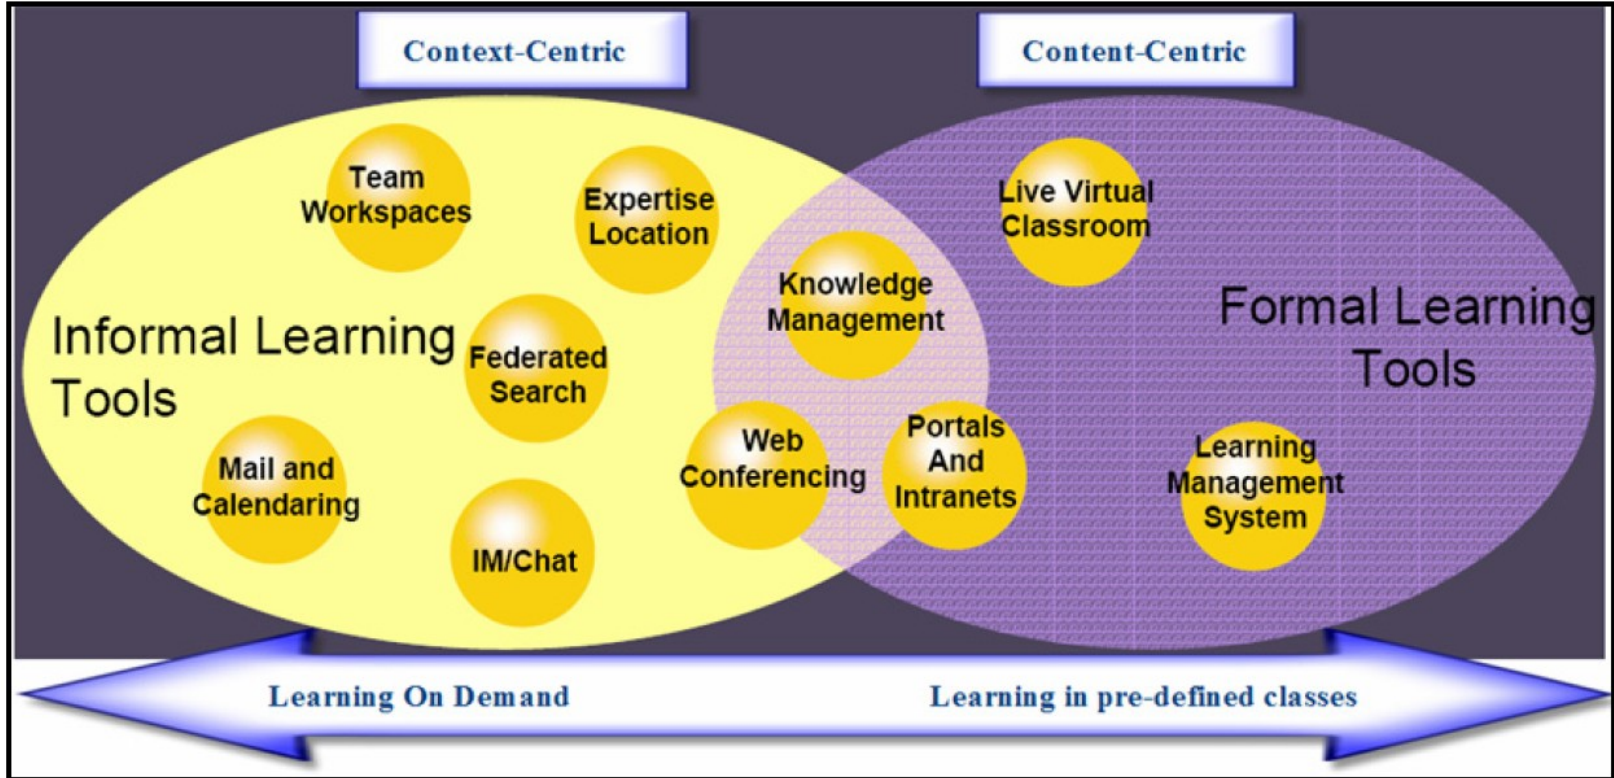 Context-Centric
Content-Centric
Team
Workspaces
Expertise
Location
Live Virtual
Classroom
Knowledge
Management
Informal Learning
Tools
Formal Learning
Tools
Federated
Search
Mail and
Calendaring
IM/Chat
Web
Conferencing
Portals
And
Intranets
Learning
Management
System
Learning On Demand
Learning in pre-defined classes